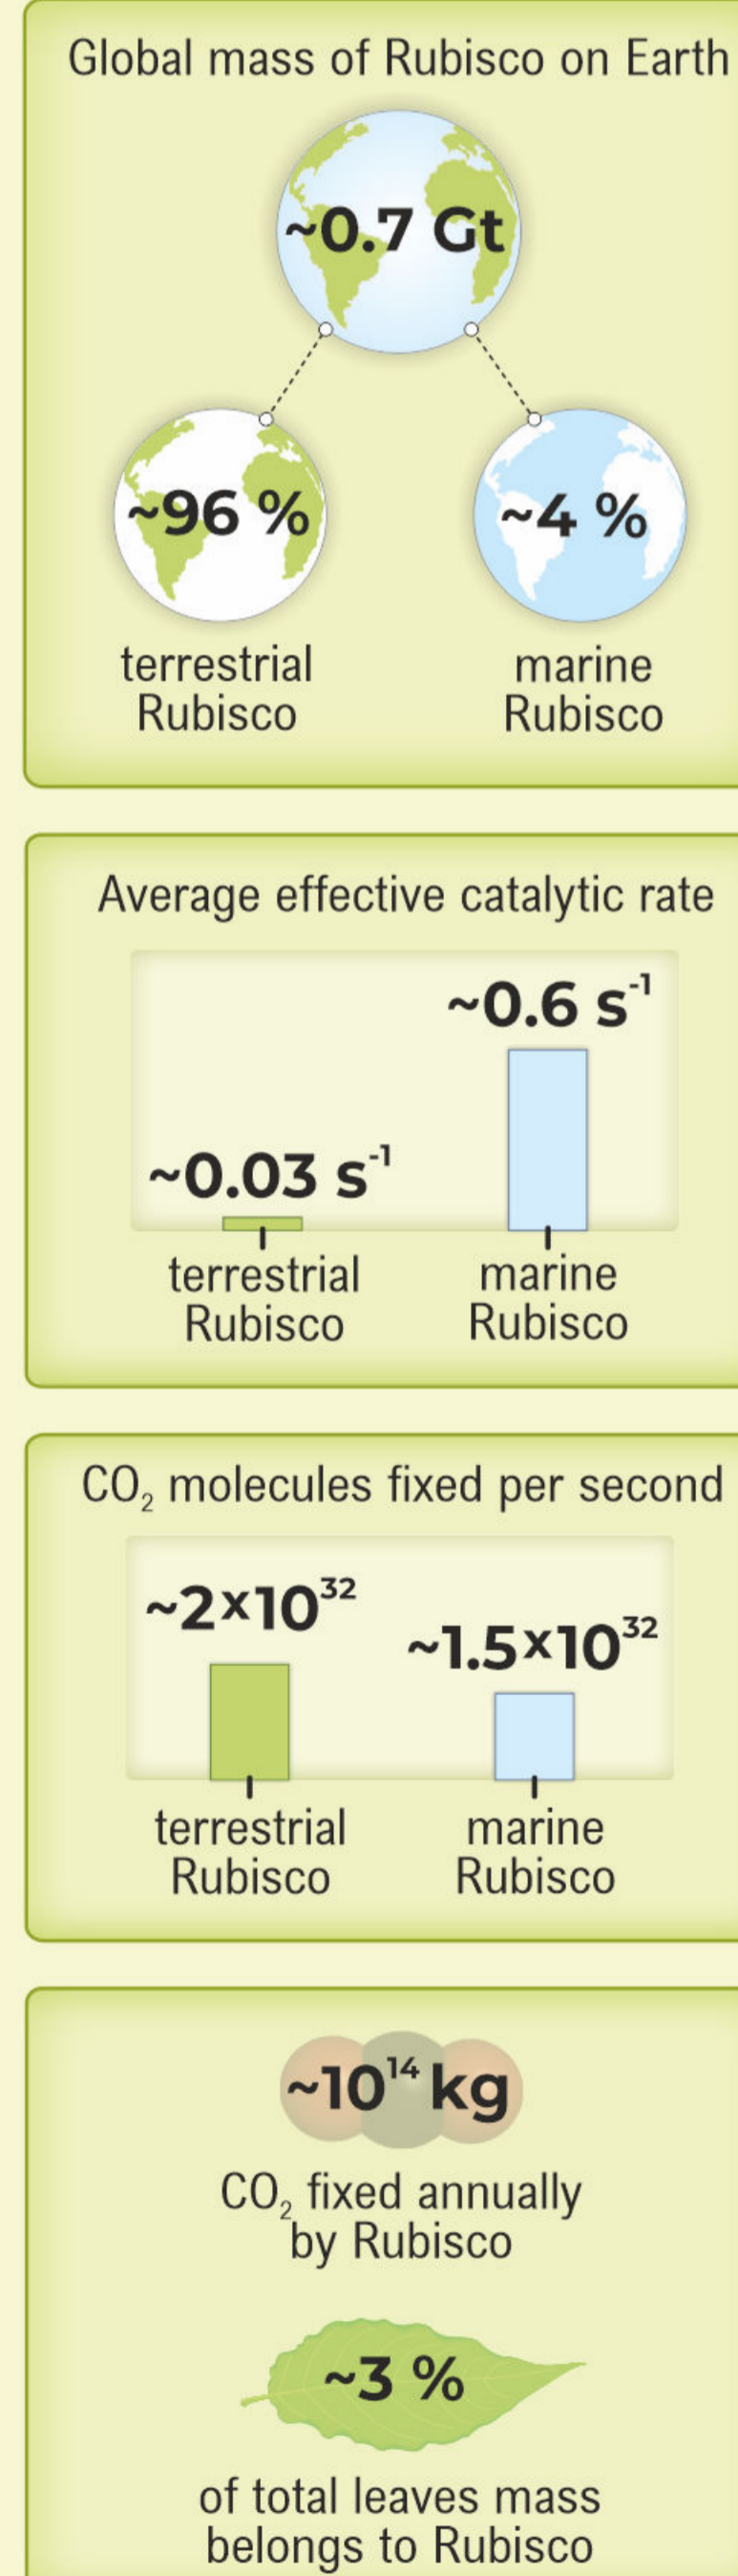 Global mass of Rubisco on Earth
~0.7 Gt
~96 %
~4 %
terrestrial
Rubisco
marine
Rubisco
Average effective catalytic rate
~0.03 s⁻¹
~0.6 s⁻¹
terrestrial
Rubisco
marine
Rubisco
CO₂ molecules fixed per second
~2×10³²
~1.5×10³²
terrestrial
Rubisco
marine
Rubisco
~10¹⁴ kg
CO₂ fixed annually
by Rubisco
~3 %
of total leaves mass
belongs to Rubisco